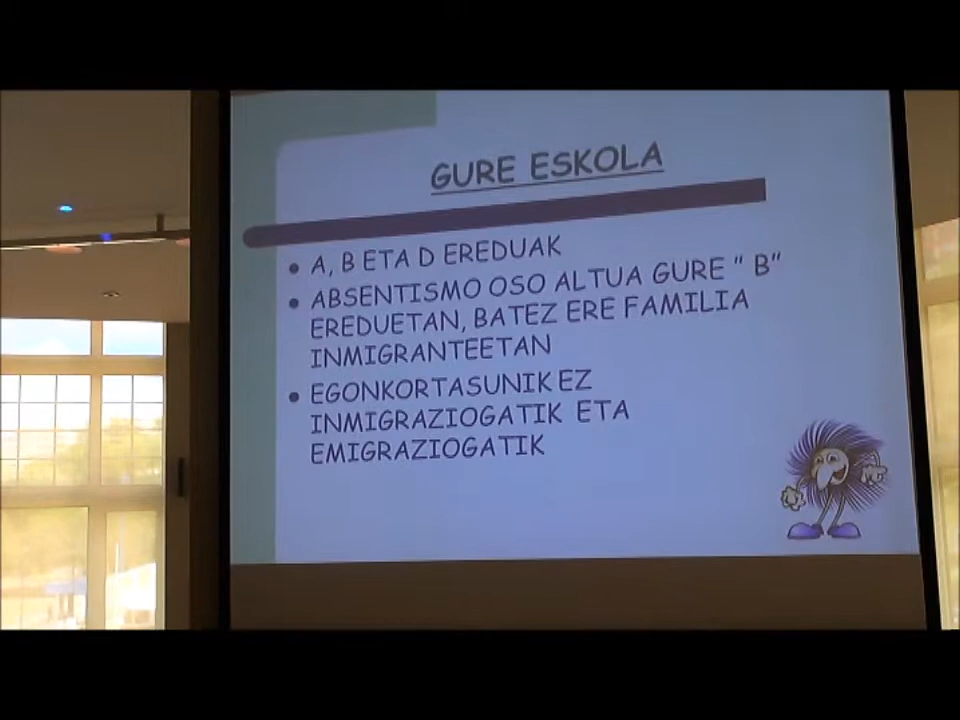 GURE ESKOLA
A, B ETA D EREDUAK
ABSENTISMO OSO ALTUA GURE " B"
EREDUETAN, BATEZ ERE FAMILIA
INMIGRANTEETAN
EGONKORTASUNIK EZ
INMIGRAZIOGATIK ETA
EMIGRAZIOGATIK